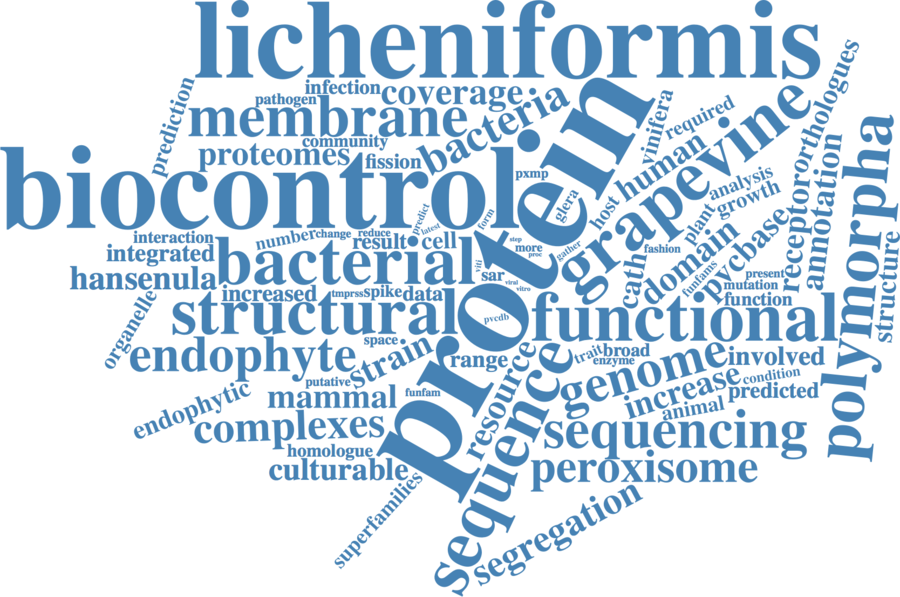 licheniformis
infection
coverage
pathogen
prediction
membrane
bacteria
community
proteomes
fission
biocontrol
protein
pxmp
vinifera
required
grapevine
orthologues
human
host
glera
analysis
growth
plant
receptor
annotation
polymorpha
structure
interaction
integrated
number
change
reduce
latest
predict
form
result
cell
step
more
proc
gather
fashion
cath
domain
funfams
pycbase
present
mutation
function
hansenula
bacterial
viti
sar
viral
vitro
organelle
increased
tmprss
spike
data
structural
pvcdb
functional
space
endophyte
strain
range
resource
trait
broad
enzyme
genome
involved
putative
mammal
funfam
increase
condition
predicted
animal
endophytic
complexes
sequence
sequencing
homologue
culturable
peroxisome
superfamilies
segregation